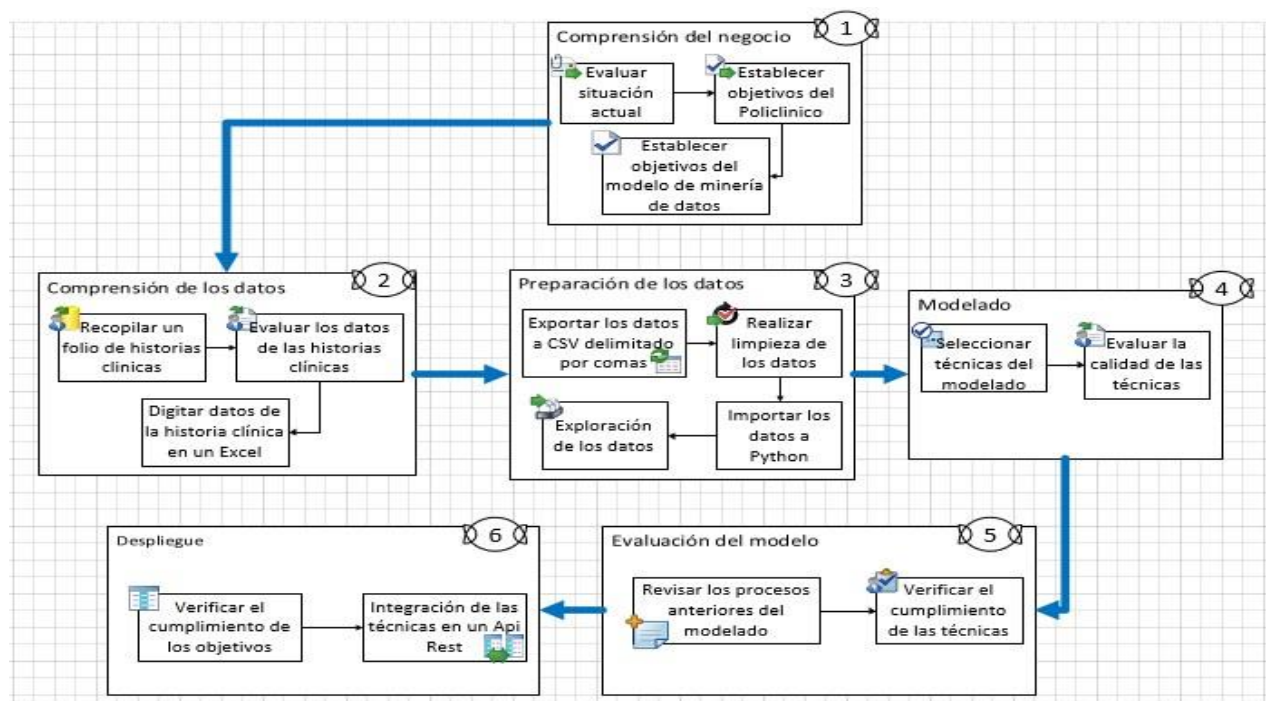 Comprensión del negocio
1
Evaluar
situación
actual
Establecer
objetivos del
Policlinico
Establecer
objetivos del
modelo de minería
de datos
Comprensión de los datos
2
Recopilar un
folio de historias
clinicas
Evaluar los datos
de las historias
clínicas
Digitar datos de
la historia clínica
en un Excel
Preparación de los datos
3
Exportar los datos
a CSV delimitado
por comas
Realizar
limpieza de
los datos
Importar los
datos a
Python
Exploración
de los datos
Modelado
4
Seleccionar
técnicas del
modelado
Evaluar la
calidad de las
técnicas
Evaluación del modelo
5
Revisar los procesos
anteriores del
modelado
Verificar el
cumplimiento
de las técnicas
Despliegue
6
Verificar el
cumplimiento de
los objetivos
Integración de las
técnicas en un Api
Rest